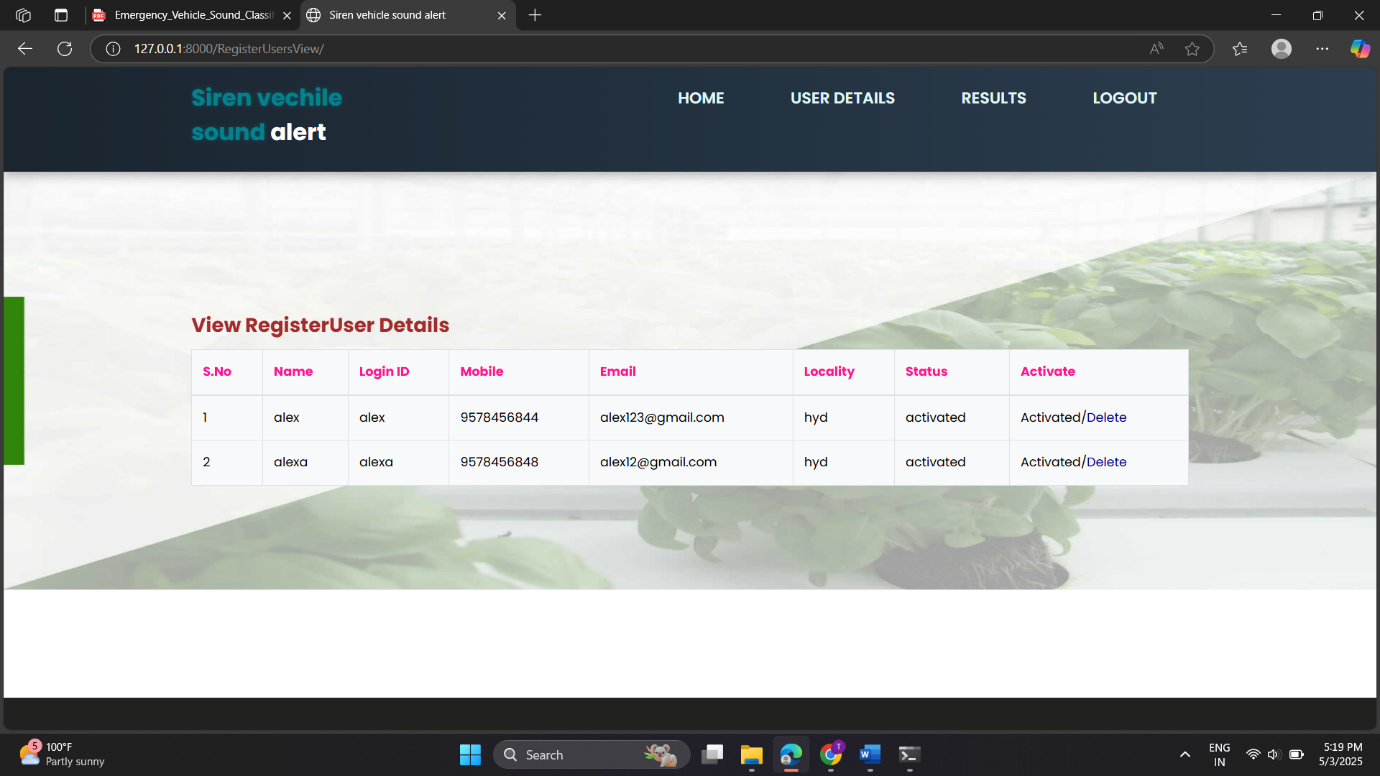 Emergency_Vehicle_Sound_Classi
Siren vehicle sound alert
127.0.0.1:8000/RegisterUsersView/
Siren vechile
sound alert
HOME USER DETAILS RESULTS LOGOUT
View RegisterUser Details
S.No Name Login ID Mobile Email Locality Status Activate
1 alex alex 9578456844 alex123@gmail.com hyd activated Activated/Delete
2 alexa alexa 9578456848 alex12@gmail.com hyd activated Activated/Delete
5
100°F
Partly sunny
Search
T
W
ENG
IN
5:19 PM
5/3/2025